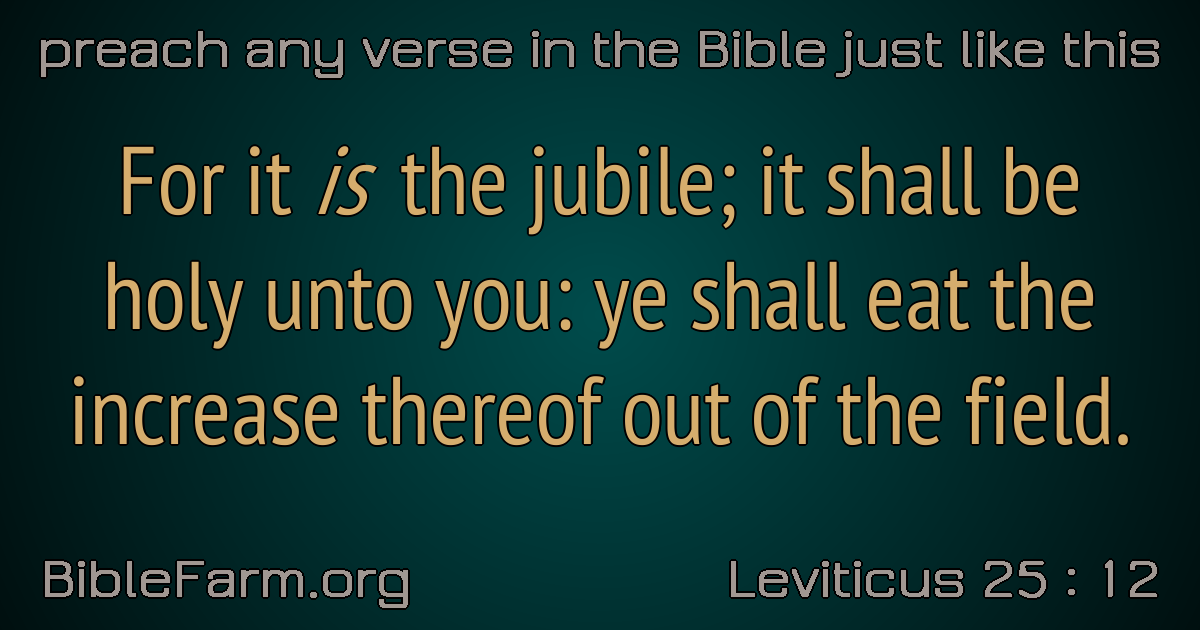 preach any verse in the Bible just like this
For it is the jubile; it shall be
holy unto you: ye shall eat the
increase thereof out of the field.
BibleFarm.org
Leviticus 25 : 12